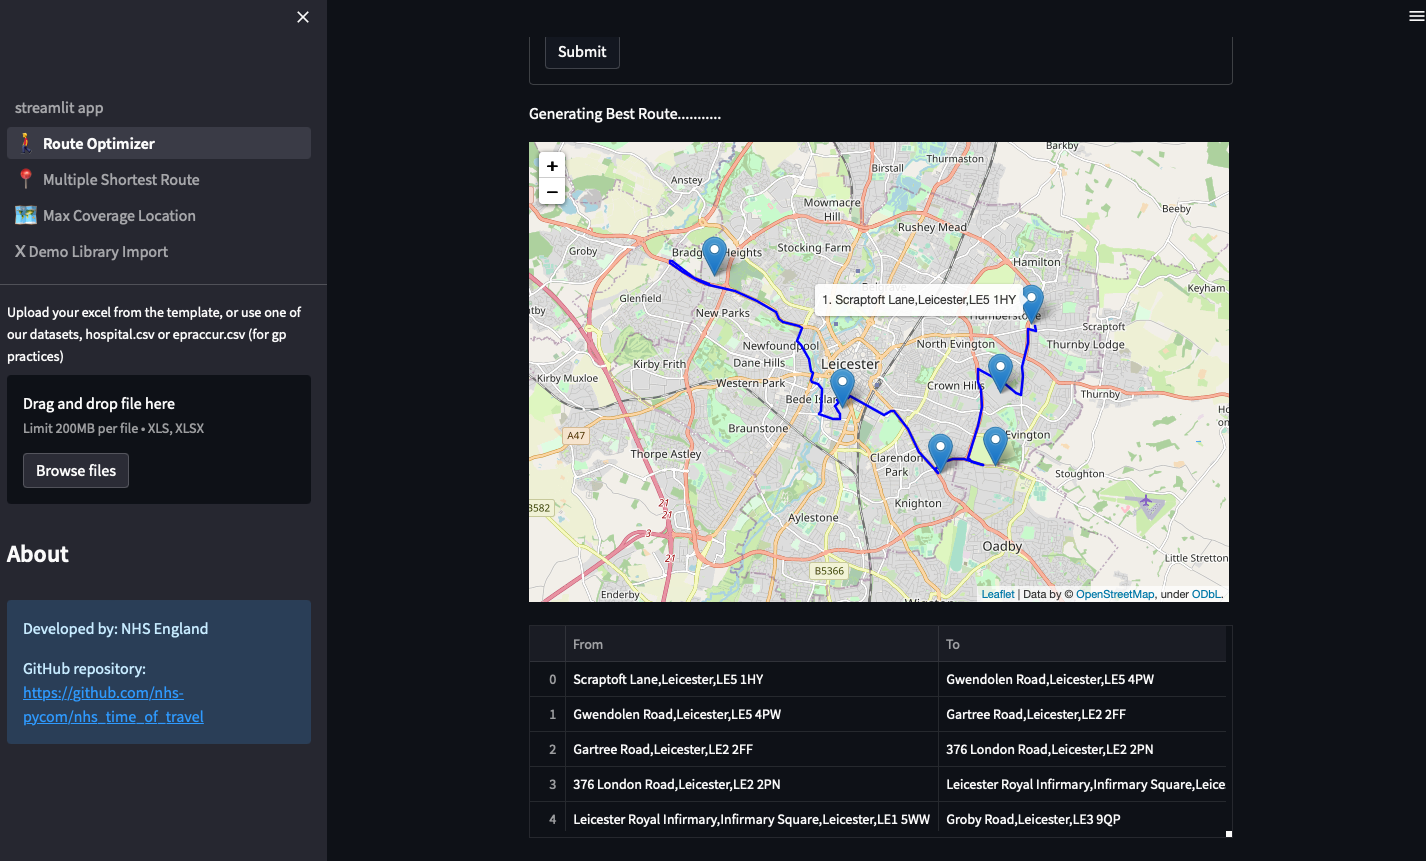 streamlit app
Route Optimizer
Multiple Shortest Route
Max Coverage Location
X Demo Library Import
Upload your excel from the template, or use one of
our datasets, hospital.csv or epraccur.csv (for gp
practices)
Drag and drop file here
Limit 200MB per file • XLS, XLSX
Browse files
About
Developed by: NHS England
GitHub repository:
https://github.com/nhs-
pycom/nhs_time_of_travel
Submit
Generating Best Route...........
+
−
Barkby
Thurmaston
Birstall
Anstey
Mowmacre
Hill
Beeby
Rushey Mead
Stocking Farm
Groby
Hamilton
Keyham
Glenfield
1. Scraptoft Lane,Leicester,LE5 1HY
New Parks
Scraptoft
Thurnby Lodge
Newfoundpool
North Evington
Dane Hills
Leicester
Kirby Frith
Kirby Muxloe
Western Park
Crown Hills
Thurnby
Bede Island
Braunstone
A47
Evington
Thorpe Astley
Clarendon
Park
Stoughton
Knighton
21
21
3
B582
Aylestone
Oadby
21
Little Stretton
B5366
Enderby
Wigston
Leaflet | Data by © OpenStreetMap, under ODbL.
From To
0 Scraptoft Lane,Leicester,LE5 1HY Gwendolen Road,Leicester,LE5 4PW
1 Gwendolen Road,Leicester,LE5 4PW Gartree Road,Leicester,LE2 2FF
2 Gartree Road,Leicester,LE2 2FF 376 London Road,Leicester,LE2 2PN
3 376 London Road,Leicester,LE2 2PN Leicester Royal Infirmary,Infirmary Square,Leice
4 Leicester Royal Infirmary,Infirmary Square,Leicester,LE1 5WW Groby Road,Leicester,LE3 9QP